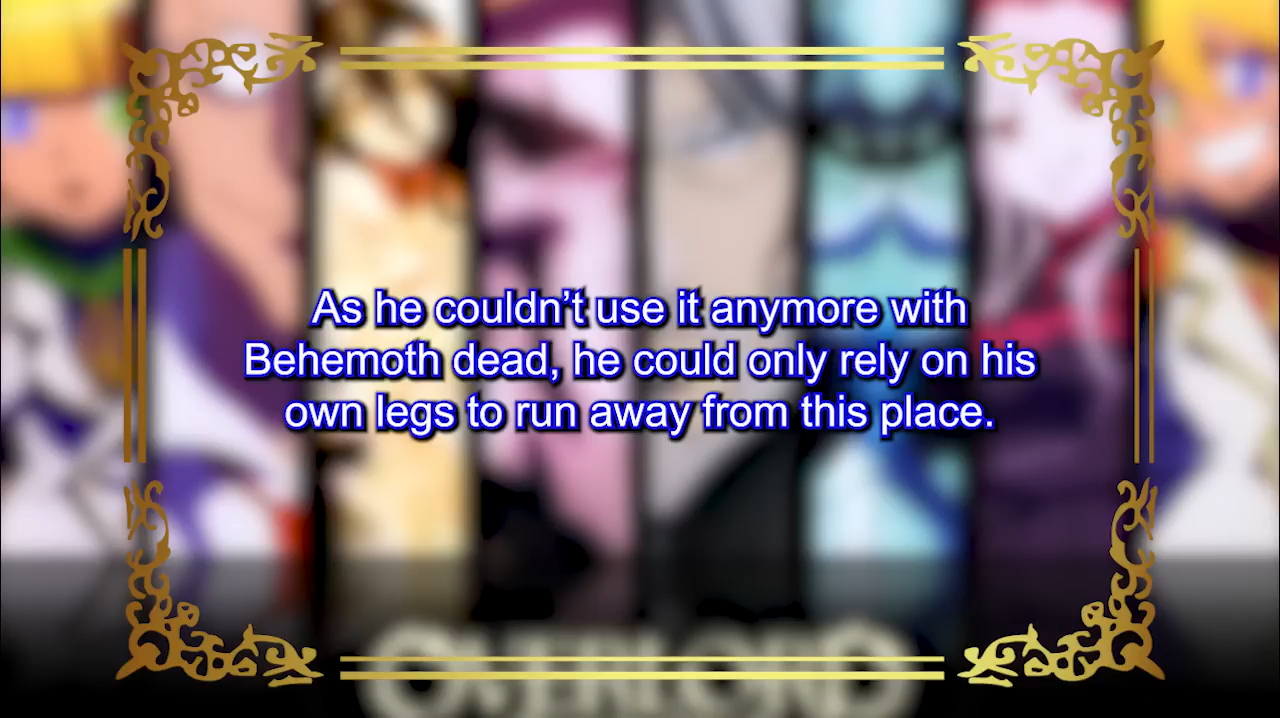 As he couldn’t use it anymore with
Behemoth dead, he could only rely on his
own legs to run away from this place.
OVERLORD